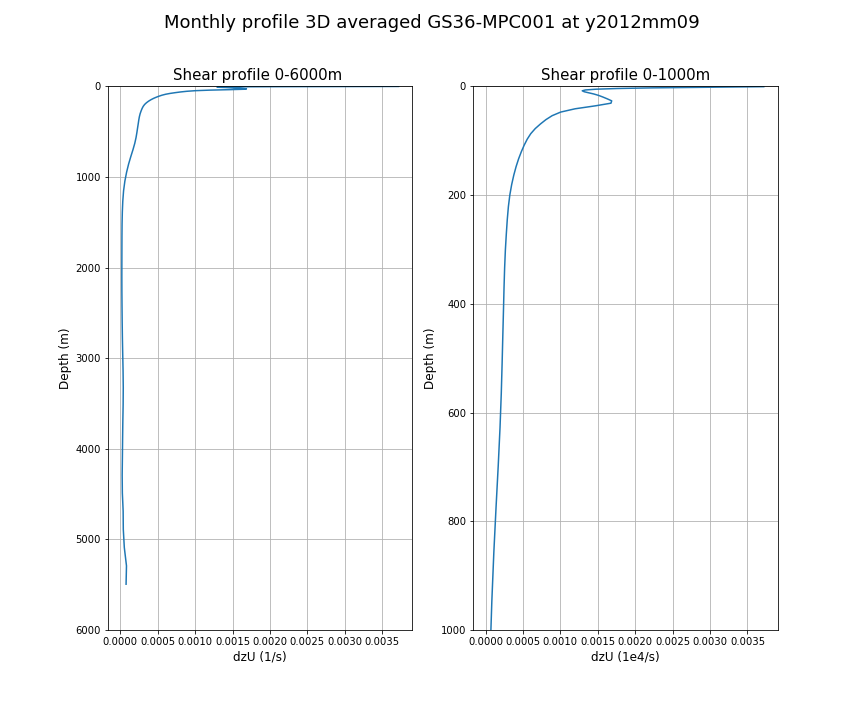 Monthly profile 3D averaged GS36-MPC001 at y2012mm09
Shear profile 0-6000m
0
1000
2000
3000
4000
5000
6000
Depth (m)
0.0000 0.0005 0.0010 0.0015 0.0020 0.0025 0.0030 0.0035
dzU (1/s)
Shear profile 0-1000m
0
200
400
600
800
1000
Depth (m)
0.0000 0.0005 0.0010 0.0015 0.0020 0.0025 0.0030 0.0035
dzU (1e4/s)